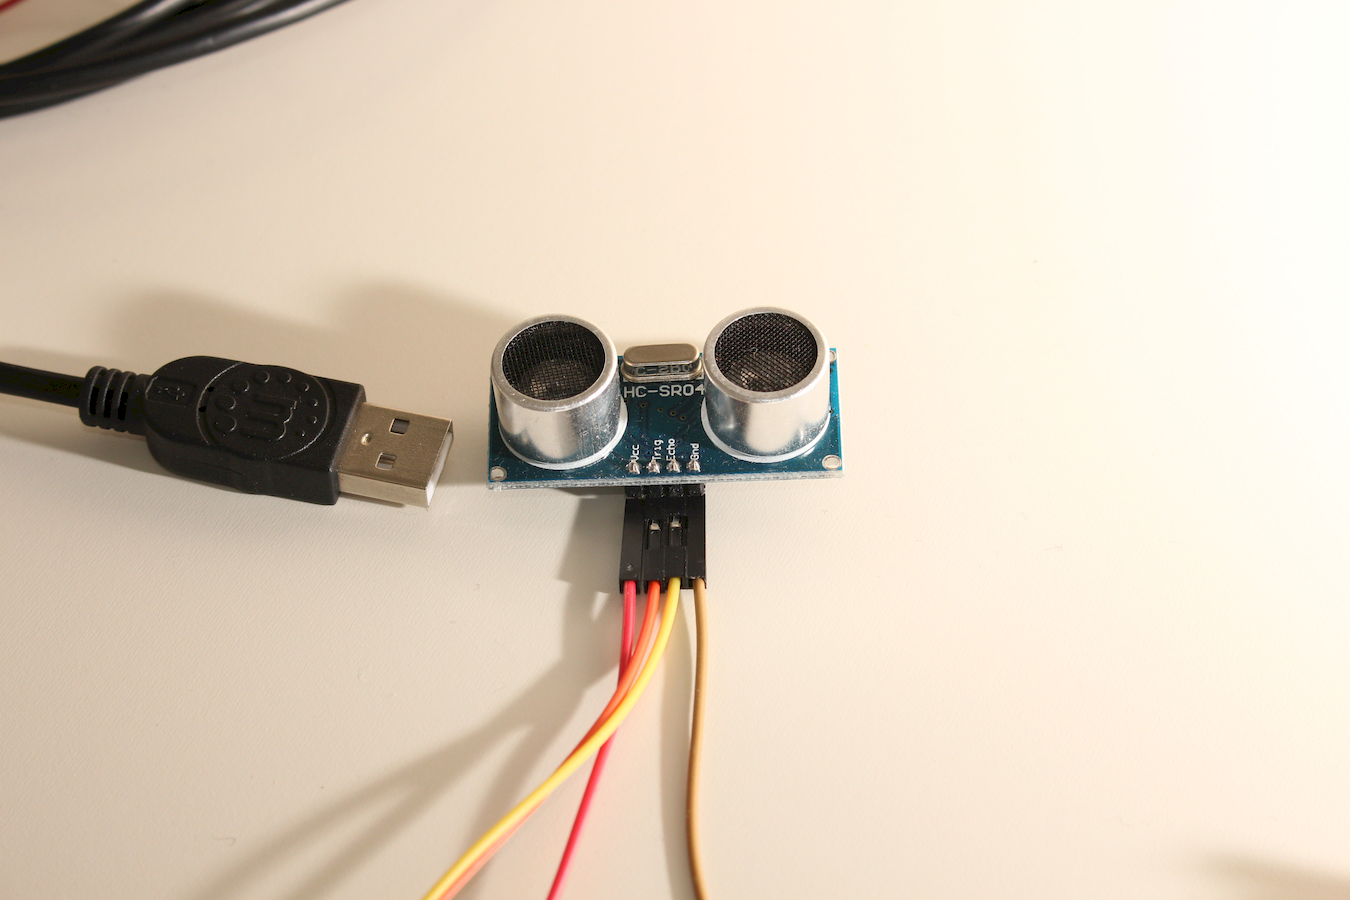 HC-SR04
Vcc
Trig
Echo
Gnd